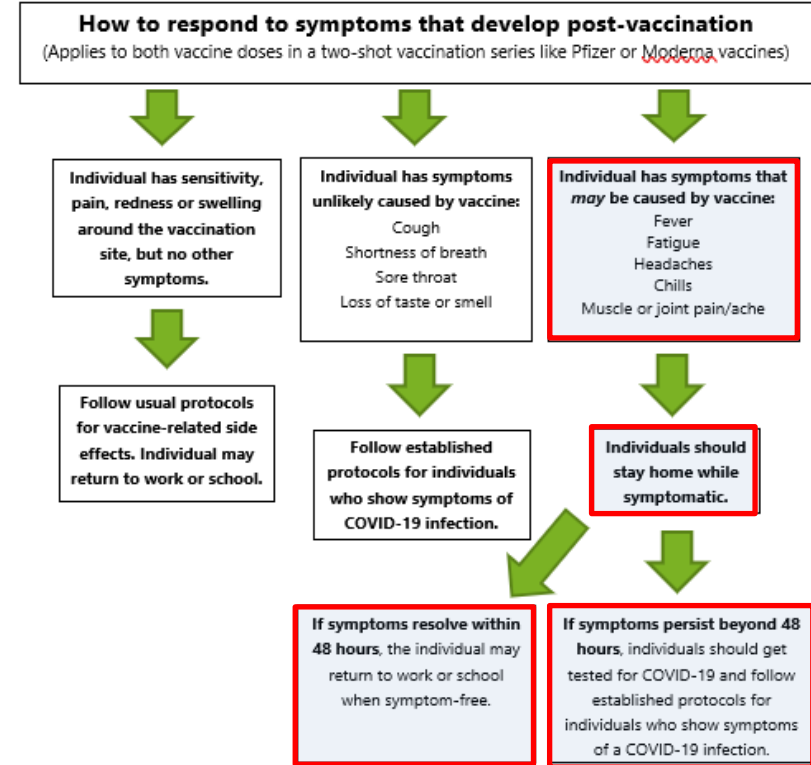 How to respond to symptoms that develop post-vaccination
(Applies to both vaccine doses in a two-shot vaccination series like Pfizer or Moderna vaccines)
Individual has sensitivity,
pain, redness or swelling
around the vaccination
site, but no other
symptoms.
Follow usual protocols
for vaccine-related side
effects. Individual may
return to work or school.
Individual has symptoms
unlikely caused by vaccine:
Cough
Shortness of breath
Sore throat
Loss of taste or smell
Follow established
protocols for individuals
who show symptoms of
COVID-19 infection.
Individual has symptoms that
may be caused by vaccine:
Fever
Fatigue
Headaches
Chills
Muscle or joint pain/ache
Individuals should
stay home while
symptomatic.
If symptoms resolve within
48 hours, the individual may
return to work or school
when symptom-free.
If symptoms persist beyond 48
hours, individuals should get
tested for COVID-19 and follow
established protocols for
individuals who show symptoms
of a COVID-19 infection.